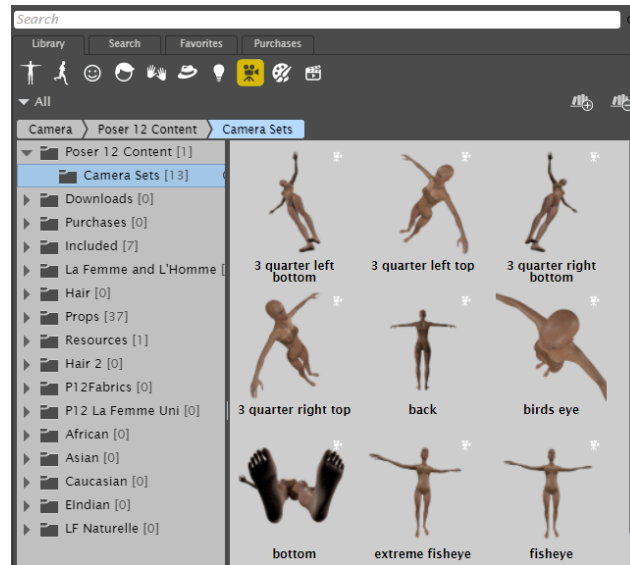 Search
Library Search Favorites Purchases
All
Camera Poser 12 Content Camera Sets
Poser 12 Content [1]
Camera Sets [13]
Downloads [0]
Purchases [0]
Included [7]
La Femme and L'Homme [
Hair [0]
Props [37]
Resources [1]
Hair 2 [0]
P12Fabrics [0]
P12 La Femme Uni [0]
African [0]
Asian [0]
Caucasian [0]
EIndian [0]
LF Naturelle [0]
3 quarter left bottom
3 quarter left top
3 quarter right bottom
3 quarter right top
back
birds eye
bottom
extreme fisheye
fisheye